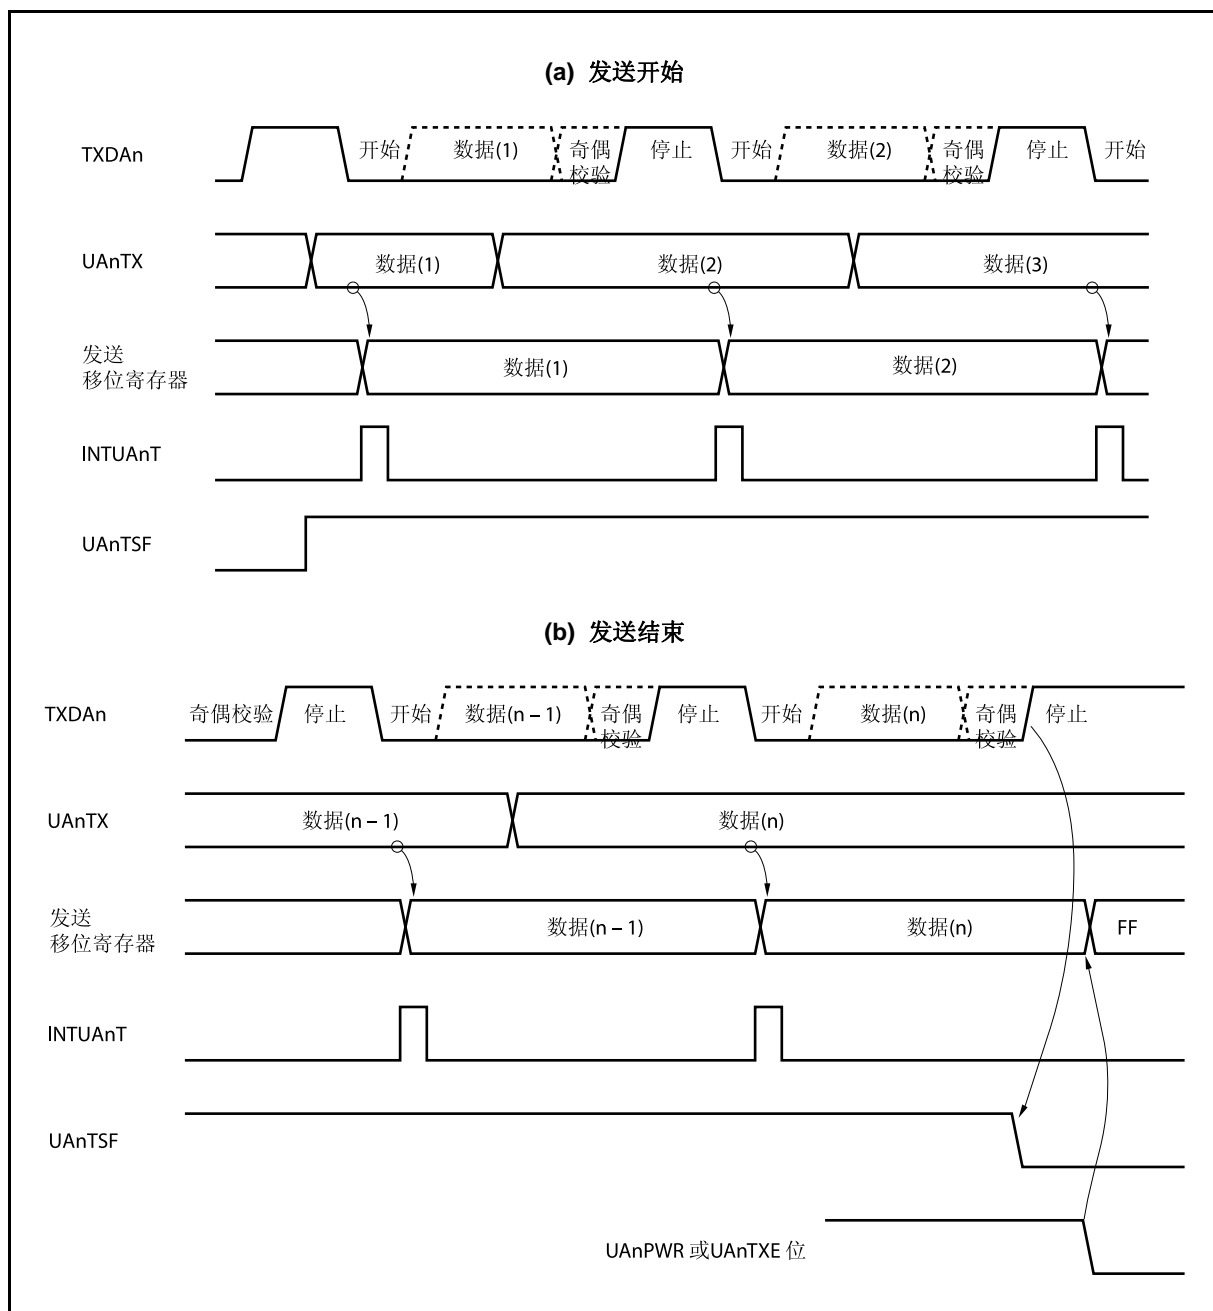 (a) 发送开始
TXDAn
开始 数据(1) 奇偶校验 停止 开始 数据(2) 奇偶校验 停止 开始
UAnTX
数据(1) 数据(2) 数据(3)
发送
移位寄存器
数据(1) 数据(2)
INTUAnT
UAnTSF
(b) 发送结束
TXDAn
奇偶校验 停止 开始 数据(n – 1) 奇偶校验 停止 开始 数据(n) 奇偶校验 停止
UAnTX
数据(n – 1) 数据(n)
发送
移位寄存器
数据(n – 1) 数据(n) FF
INTUAnT
UAnTSF
UAnPWR 或UAnTXE 位